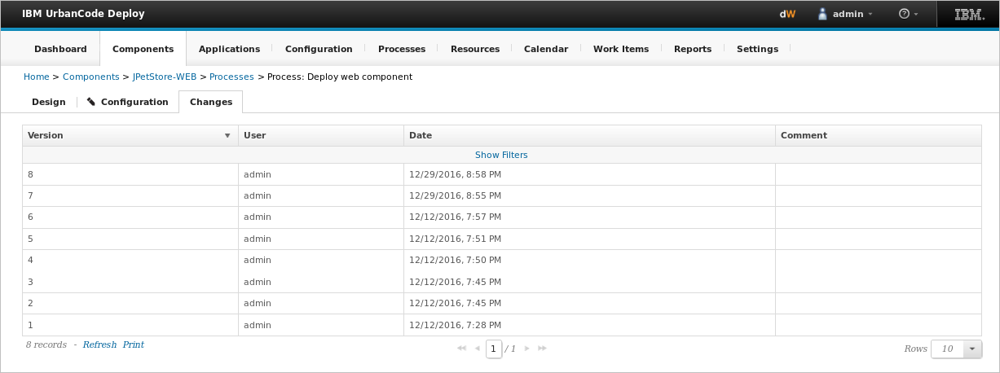 IBM UrbanCode Deploy dW admin ? IBM.
Dashboard Components Applications Configuration Processes Resources Calendar Work Items Reports Settings
Home > Components > JPetStore-WEB > Processes > Process: Deploy web component
Design Configuration Changes
Version User Date Comment
Show Filters
8 admin 12/29/2016, 8:58 PM
7 admin 12/29/2016, 8:55 PM
6 admin 12/12/2016, 7:57 PM
5 admin 12/12/2016, 7:51 PM
4 admin 12/12/2016, 7:50 PM
3 admin 12/12/2016, 7:45 PM
2 admin 12/12/2016, 7:45 PM
1 admin 12/12/2016, 7:28 PM
8 records - Refresh Print 1 / 1 Rows 10